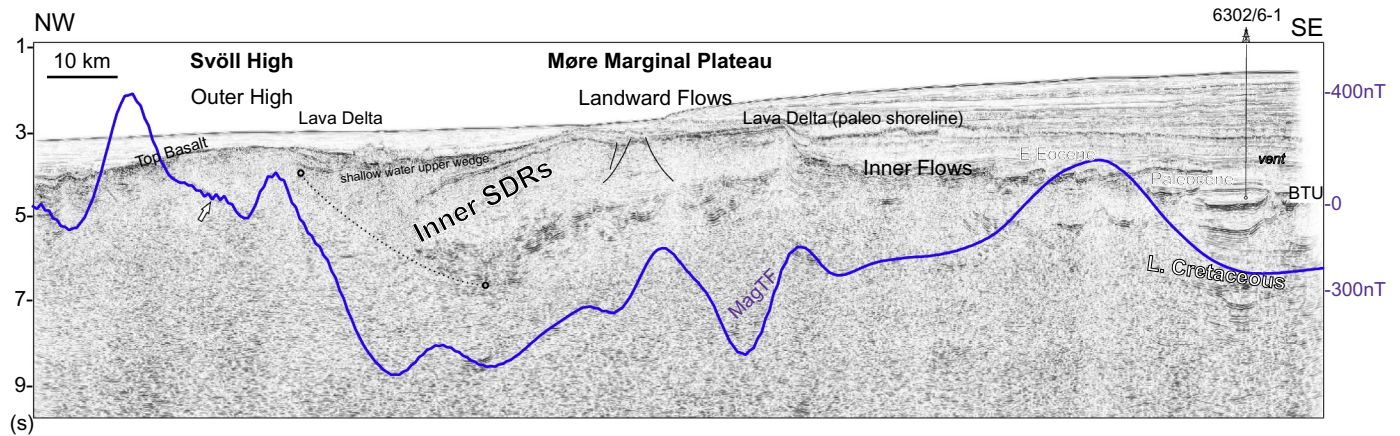 NW
6302/6-1
SE
1
10 km
Svöll High
Møre Marginal Plateau
Outer High
Landward Flows
-400nT
Lava Delta
Lava Delta (paleo shoreline)
3
Top Basalt
shallow water upper wedge
E.Eocene
vent
Inner Flows
Paleocene
Inner SDRs
BTU
-0
5
L. Cretaceous
7
MagTF
-300nT
9
(s)